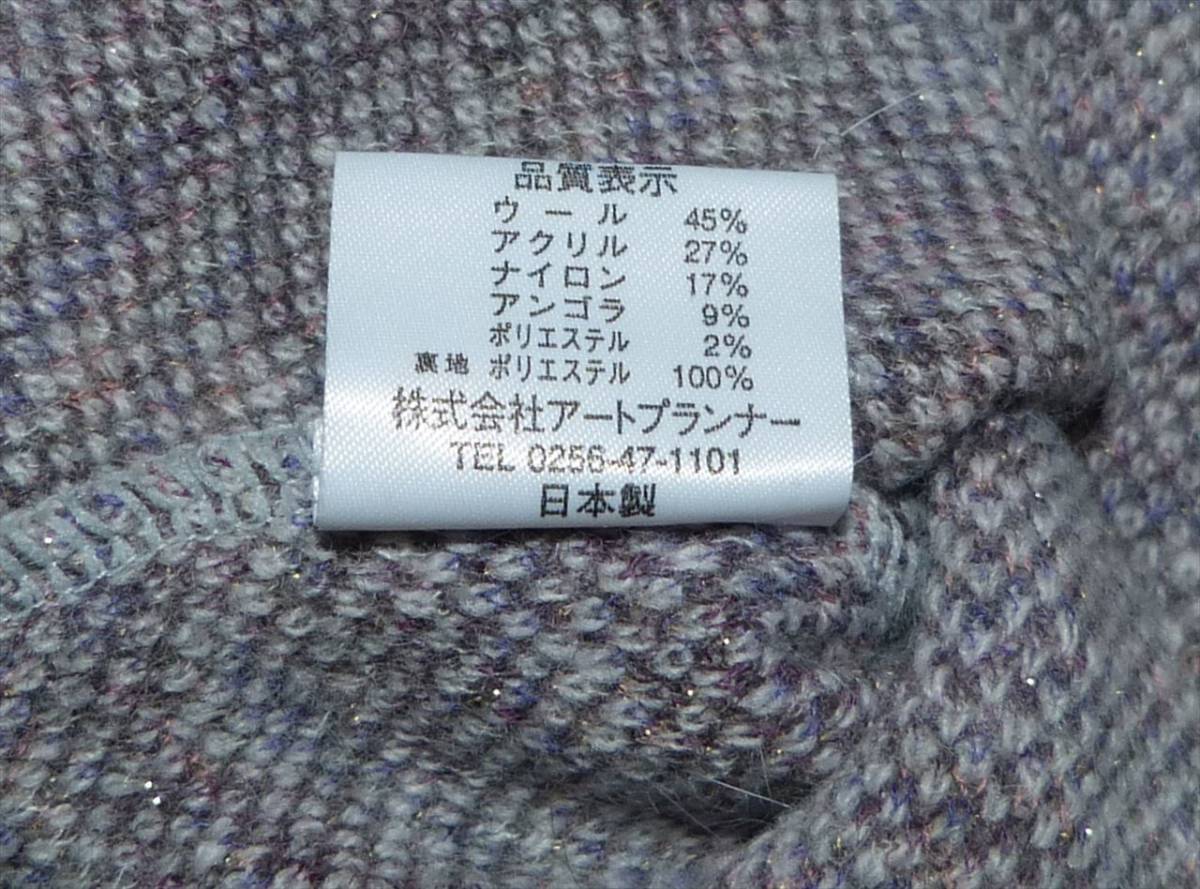 品質表示
ウール 45%
アクリル 27%
ナイロン 17%
アンゴラ 9%
ポリエステル 2%
裏地 ポリエステル 100%
株式会社アートプランナー
TEL 0256-47-1101
日本製